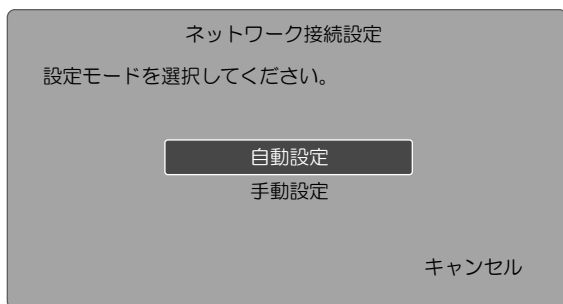 ネットワーク接続設定
設定モードを選択してください。
自動設定
手動設定
キャンセル